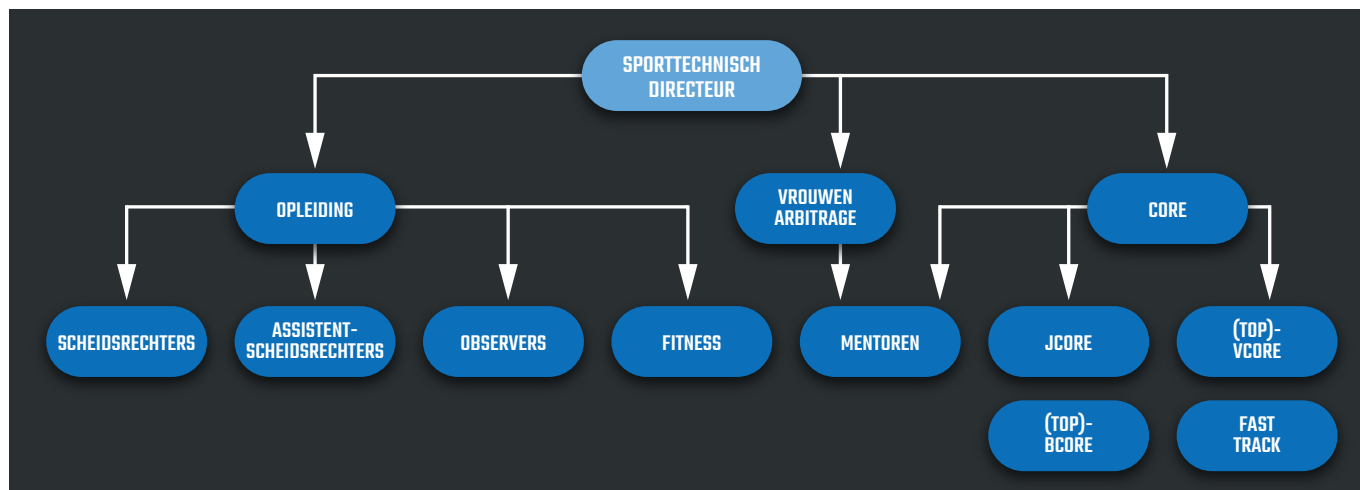 SPORTTECHNISCH
DIRECTEUR
OPLEIDING
VROUWEN
ARBITRAGE
CORE
SCHEIDSRECHTERS
ASSISTENT-
SCHEIDSRECHTERS
OBSERVERS
FITNESS
MENTOREN
JCORE
(TOP)-
VCORE
(TOP)-
BCORE
FAST
TRACK